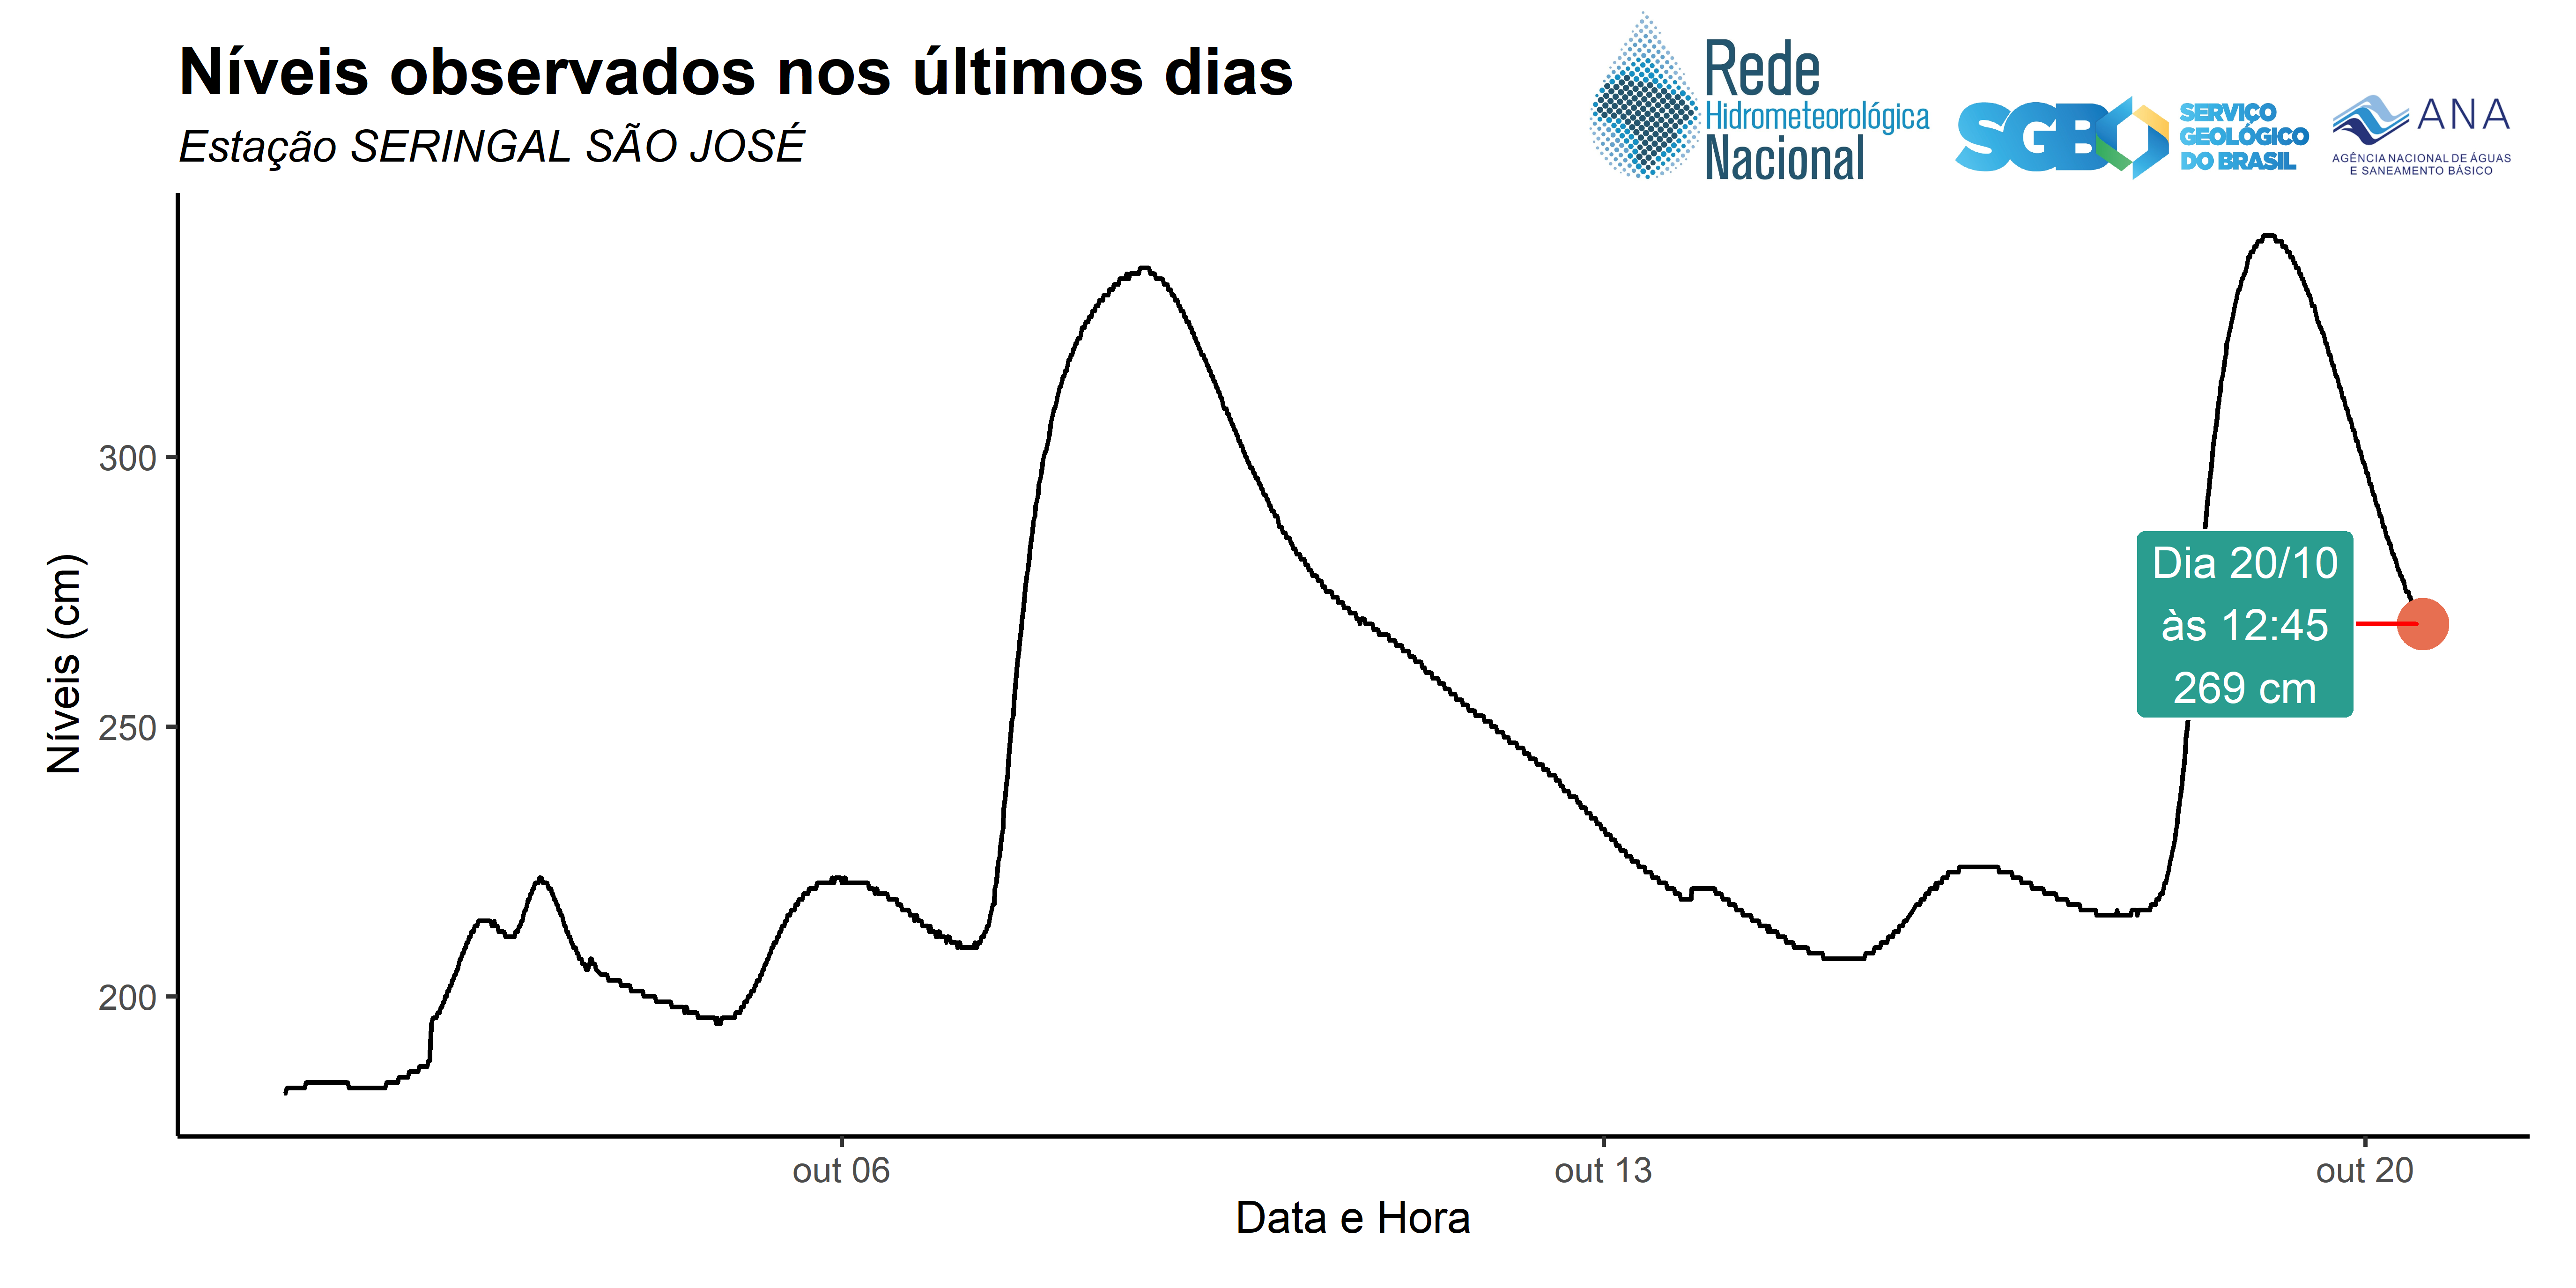 Níveis observados nos últimos dias
Estação SERINGAL SÃO JOSÉ
Rede
Hidrometeorológica
Nacional
SGB
SERVIÇO
GEOLÓGICO
DO BRASIL
ANA
AGÊNCIA NACIONAL DE ÁGUAS
E SANEAMENTO BÁSICO
Níveis (cm)
300
250
200
Dia 20/10
às 12:45
269 cm
out 06
out 13
out 20
Data e Hora